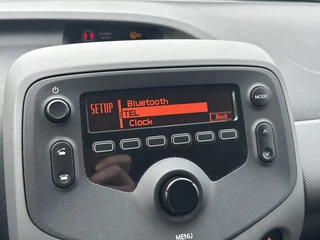 Bluetooth
SETUP TEL
Clock Back
MODE
MENU